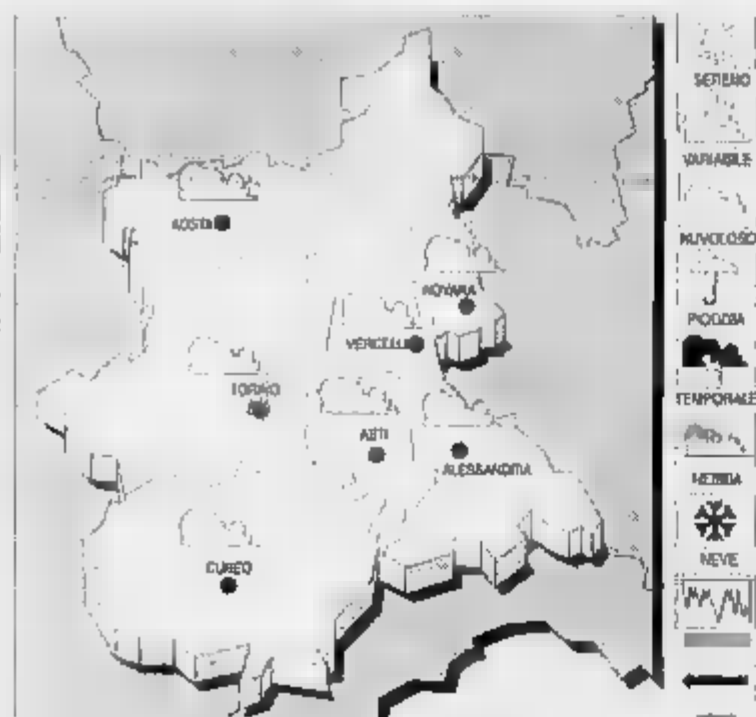 AOSTA
NOVARA
VERCELLI
TORINO
ASTI
ALESSANDRIA
CUNEO
SERENO
VARIABILE
NUVOLOSO
PIOGGIA
TEMPORALE
NEBBIA
NEVE